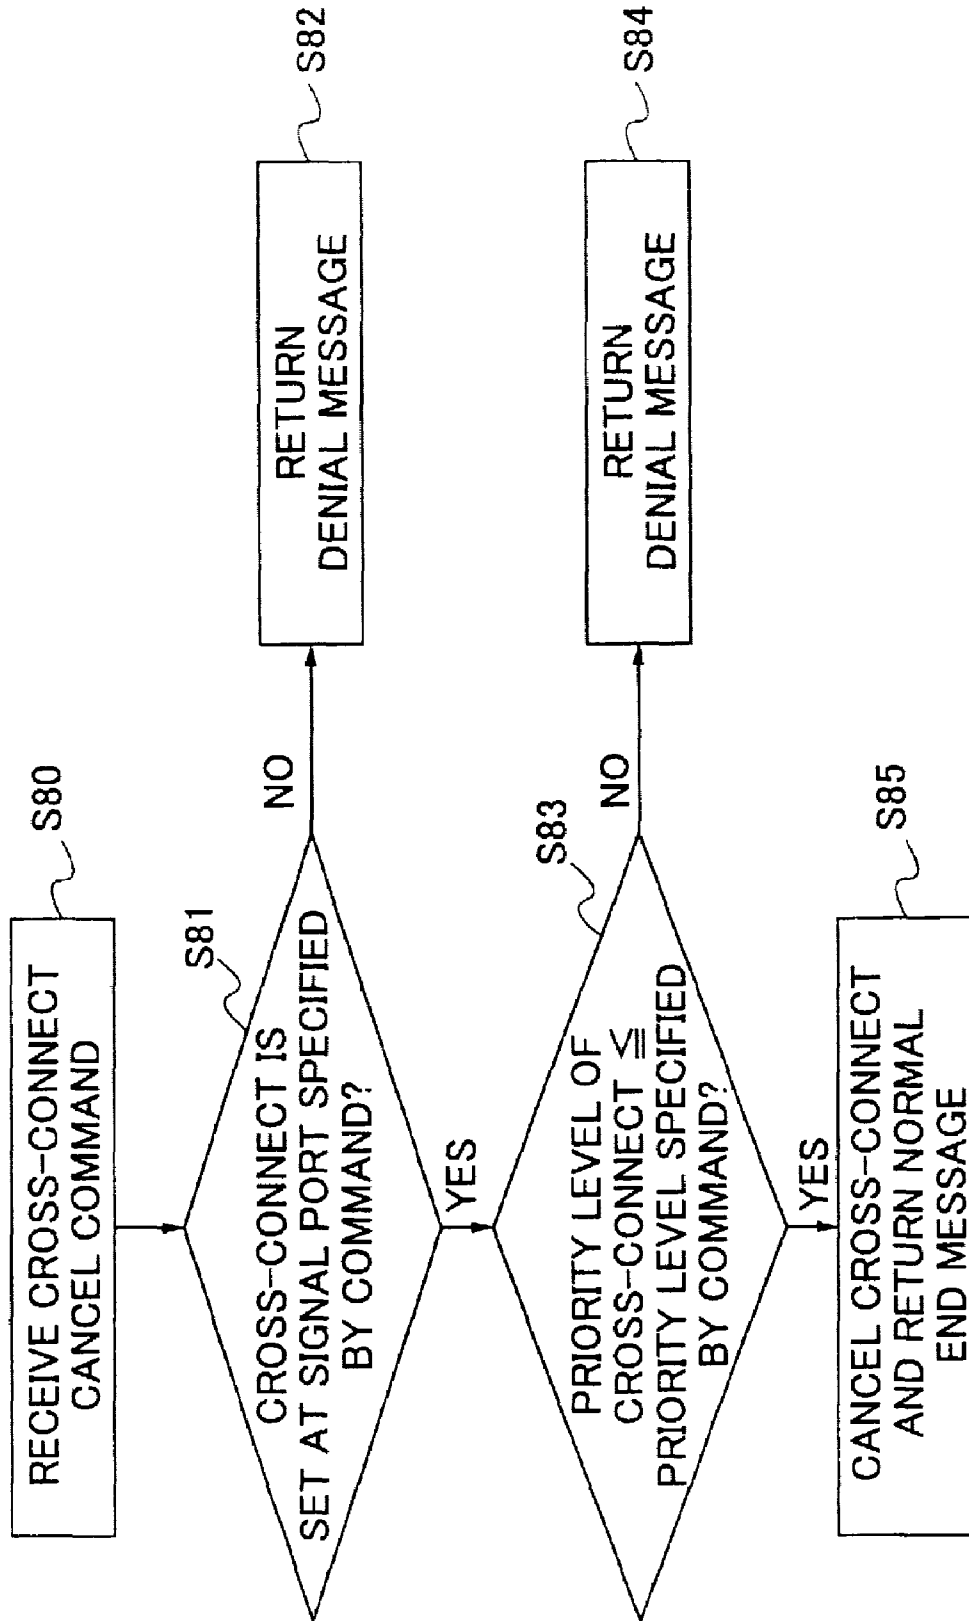 RECEIVE CROSS-CONNECT
CANCEL COMMAND
S80
CROSS-CONNECT IS
SET AT SIGNAL PORT SPECIFIED
BY COMMAND?
S81
NO
RETURN
DENIAL MESSAGE
S82
YES
PRIORITY LEVEL OF
CROSS-CONNECT ≦
PRIORITY LEVEL SPECIFIED
BY COMMAND?
S83
NO
RETURN
DENIAL MESSAGE
S84
YES
CANCEL CROSS-CONNECT
AND RETURN NORMAL
END MESSAGE
S85